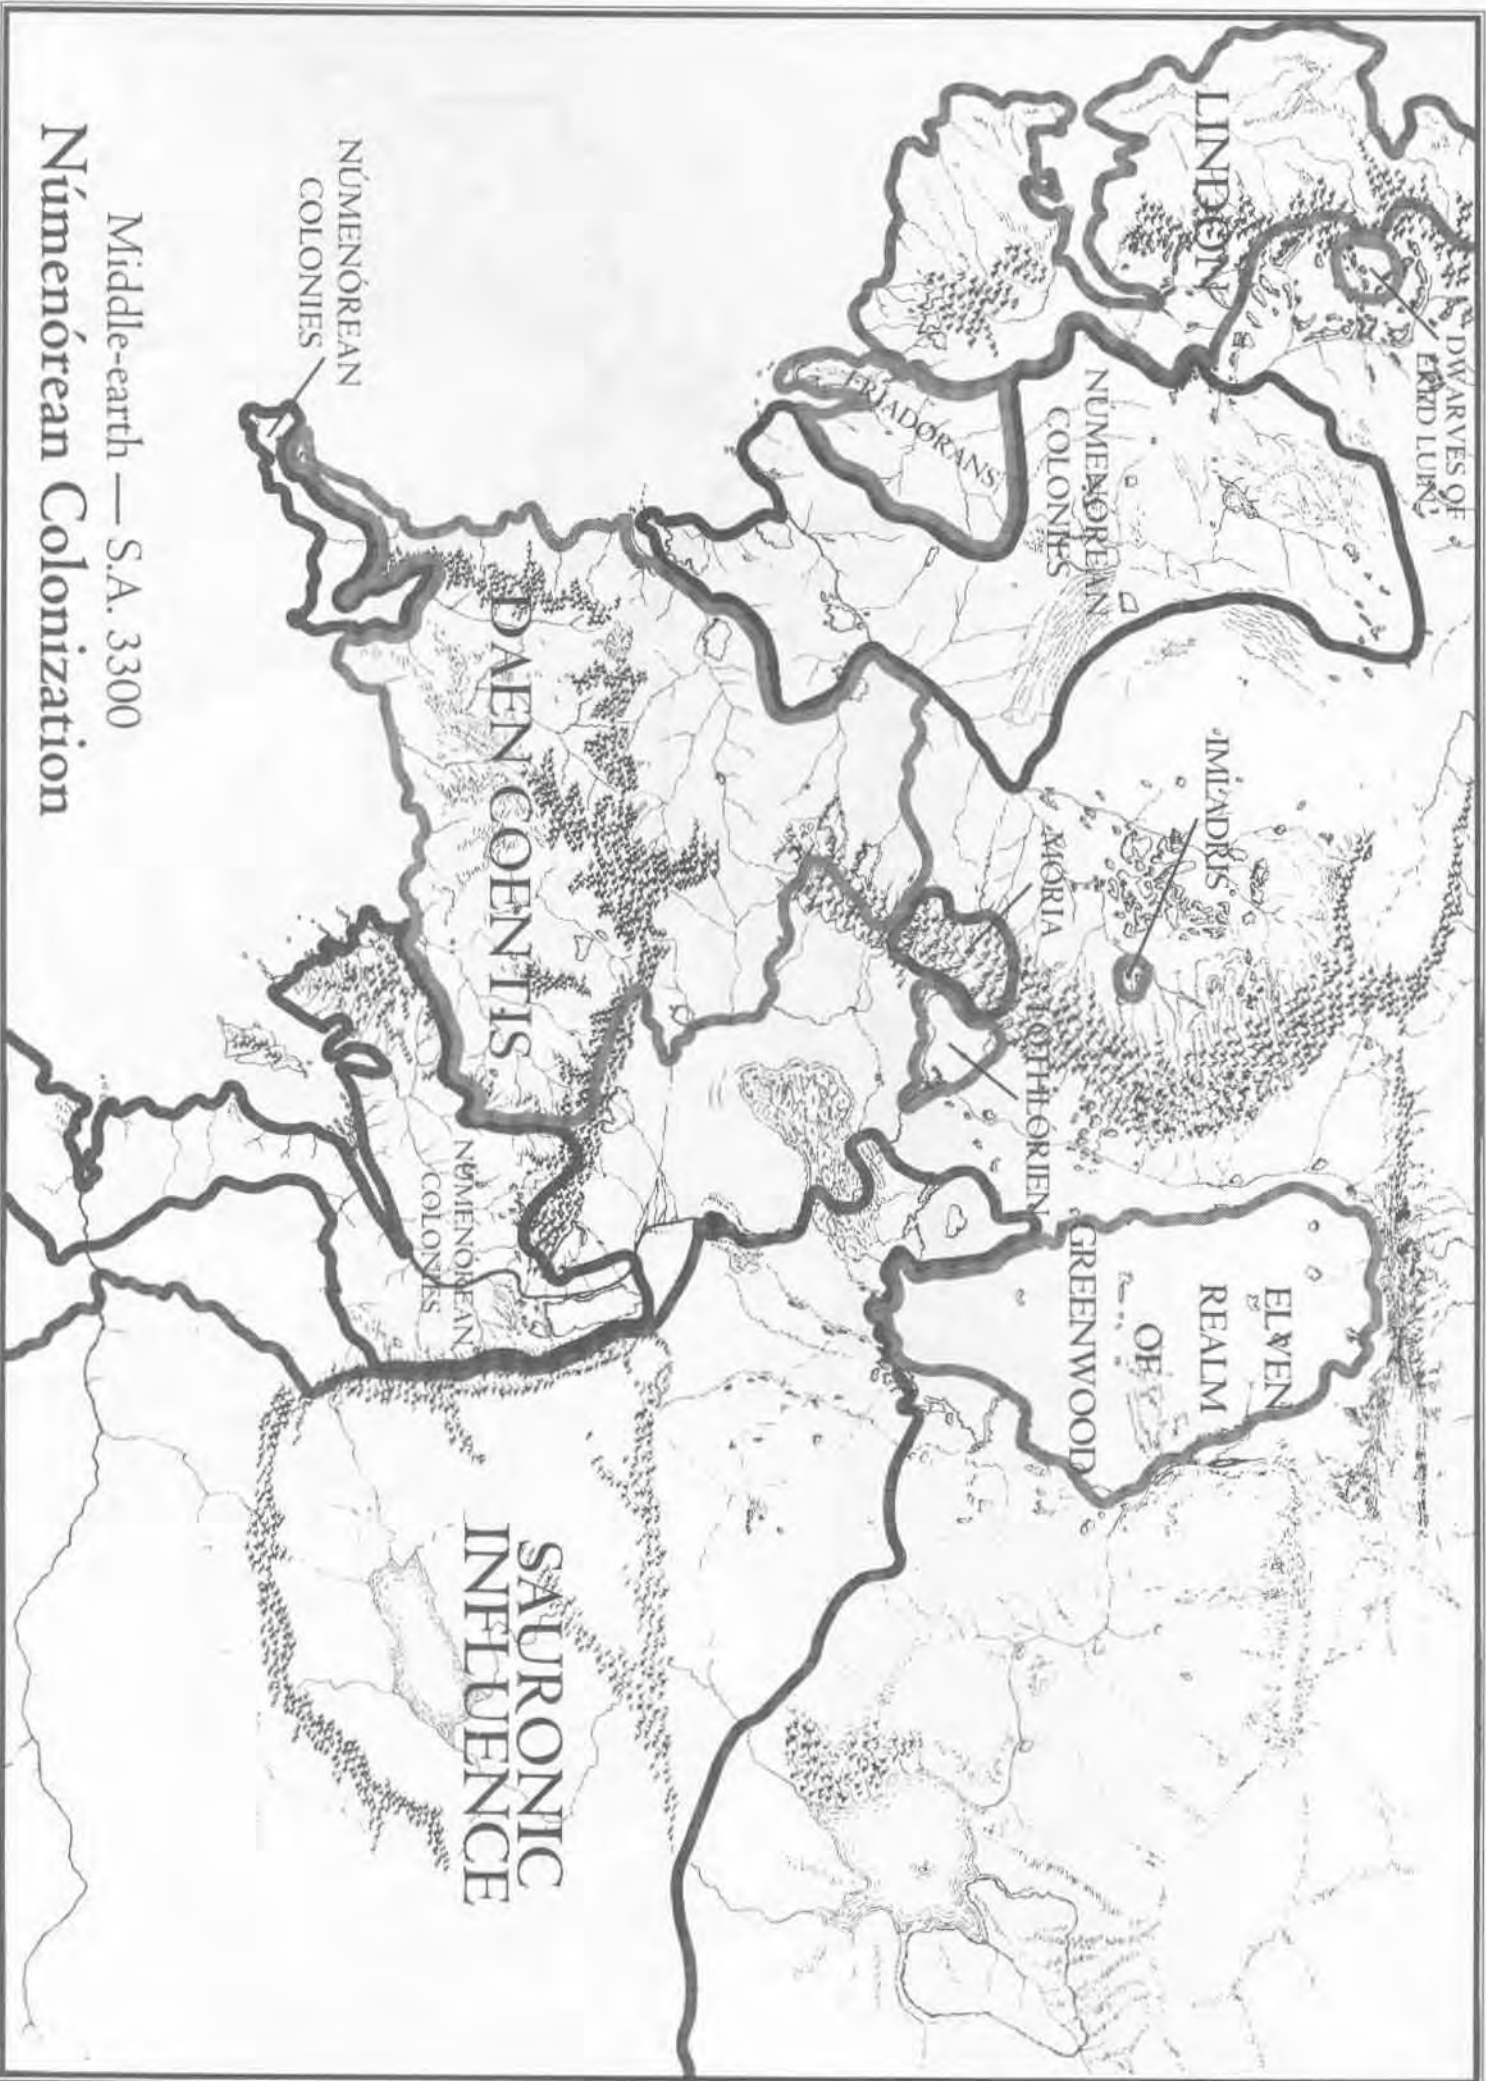 DWARVES OF
ERED LUIN
LINDON
ELVEN
REALM
OF
GREENWOOD
IMLADRIS
NÚMENÓREAN
COLONIES
MORIA
LOTHLÓRIEN
ERIADORANS
DAEN COENTIS
SAURONIC
INFLUENCE
NÚMENÓREAN
COLONIES
NÚMENÓREAN
COLONIES
Middle-earth — S.A. 3300
Númenórean Colonization